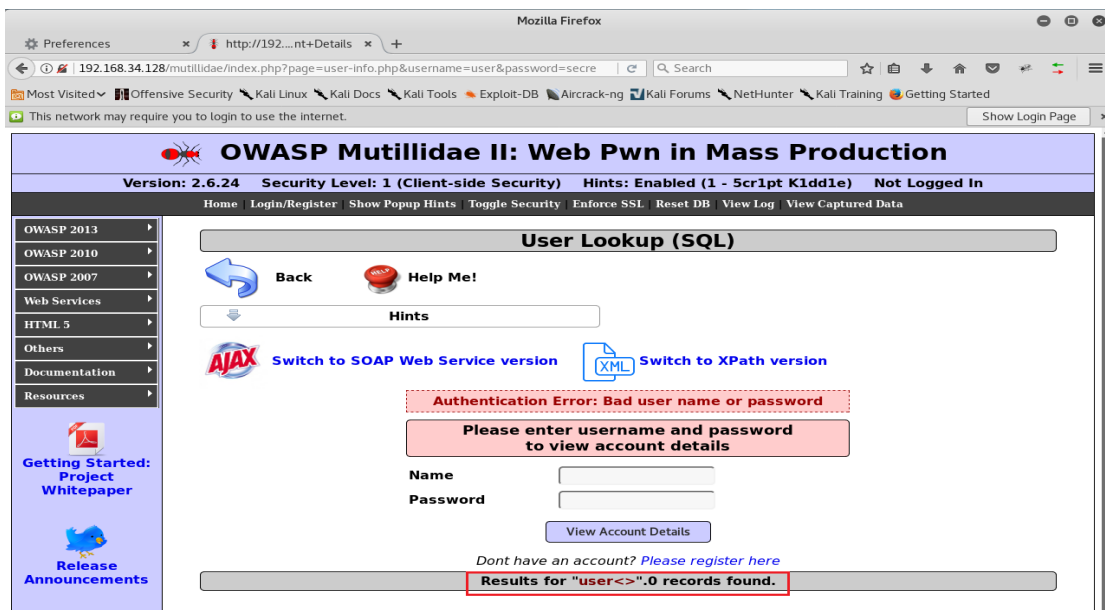 Mozilla Firefox
Preferences
http://192....nt+Details
192.168.34.128/mutillidae/index.php?page=user-info.php&username=user&password=secre
Search
Most Visited Offensive Security Kali Linux Kali Docs Kali Tools Exploit-DB Aircrack-ng Kali Forums NetHunter Kali Training Getting Started
This network may require you to login to use the internet.
Show Login Page
OWASP Mutillidae II: Web Pwn in Mass Production
Version: 2.6.24 Security Level: 1 (Client-side Security) Hints: Enabled (1 - 5cr1pt K1dd1e) Not Logged In
Home | Login/Register | Show Popup Hints | Toggle Security | Enforce SSL | Reset DB | View Log | View Captured Data
OWASP 2013
OWASP 2010
OWASP 2007
Web Services
HTML 5
Others
Documentation
Resources
Getting Started:
Project
Whitepaper
Release
Announcements
User Lookup (SQL)
Back
HELP
Help Me!
Hints
AJAX
Switch to SOAP Web Service version
XML
Switch to XPath version
Authentication Error: Bad user name or password
Please enter username and password
to view account details
Name
Password
View Account Details
Dont have an account? Please register here
Results for "user<>".0 records found.